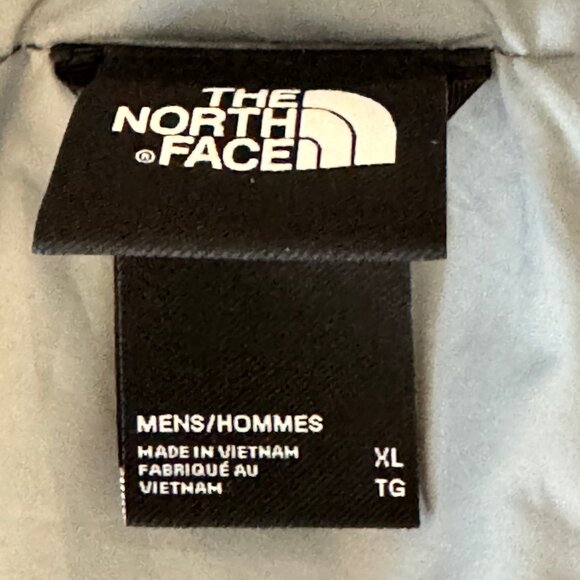 THE
NORTH
® FACE
MENS/HOMMES
MADE IN VIETNAM
FABRIQUÉ AU
VIETNAM
XL
TG